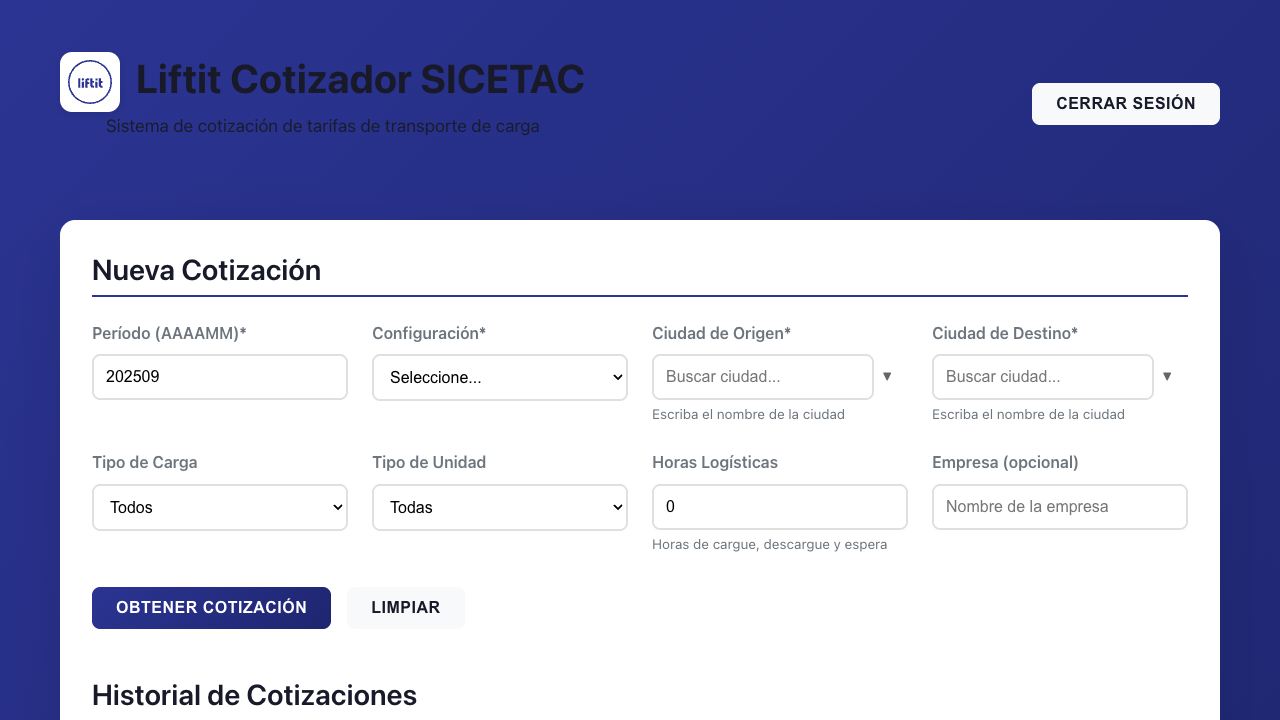 liftit
Liftit Cotizador SICETAC
Sistema de cotización de tarifas de transporte de carga
CERRAR SESIÓN
Nueva Cotización
Período (AAAAMM)*
Configuración*
Ciudad de Origen*
Ciudad de Destino*
202509
Seleccione...
Buscar ciudad...
▼
Buscar ciudad...
▼
Escriba el nombre de la ciudad
Escriba el nombre de la ciudad
Tipo de Carga
Tipo de Unidad
Horas Logísticas
Empresa (opcional)
Todos
Todas
0
Nombre de la empresa
Horas de cargue, descargue y espera
OBTENER COTIZACIÓN
LIMPIAR
Historial de Cotizaciones